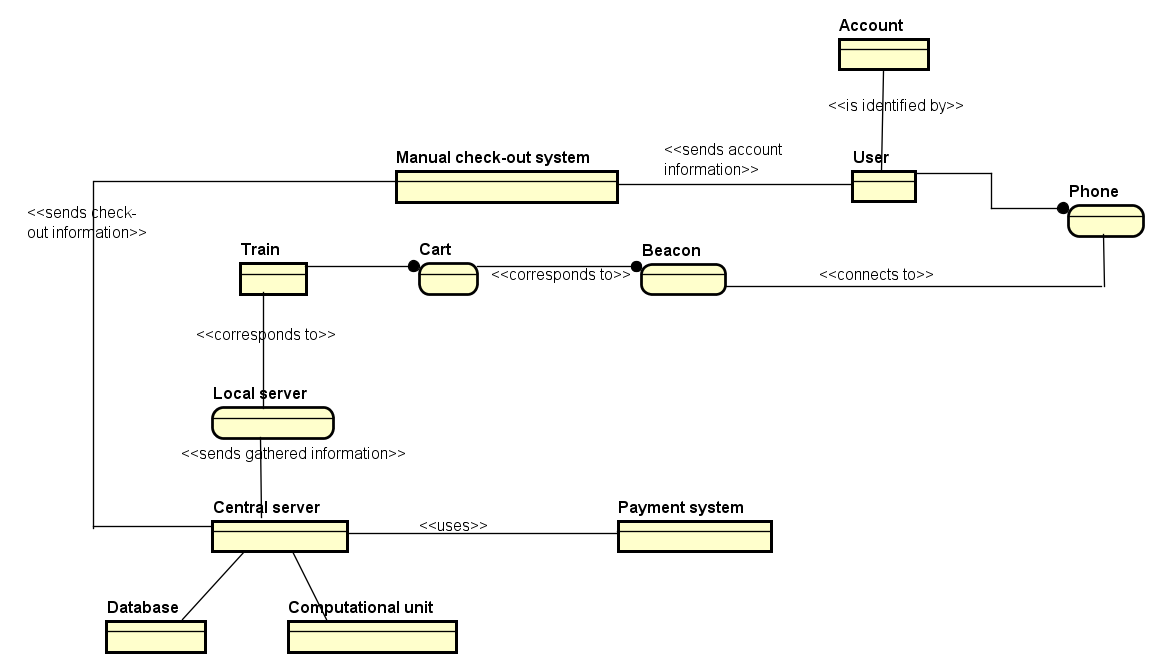 Account
<<is identified by>>
<<sends account
information>>
Manual check-out system
User
Phone
<<sends check-
out information>>
Train
Cart
Beacon
<<corresponds to>>
<<connects to>>
<<corresponds to>>
Local server
<<sends gathered information>>
Central server
Payment system
<<uses>>
Database
Computational unit